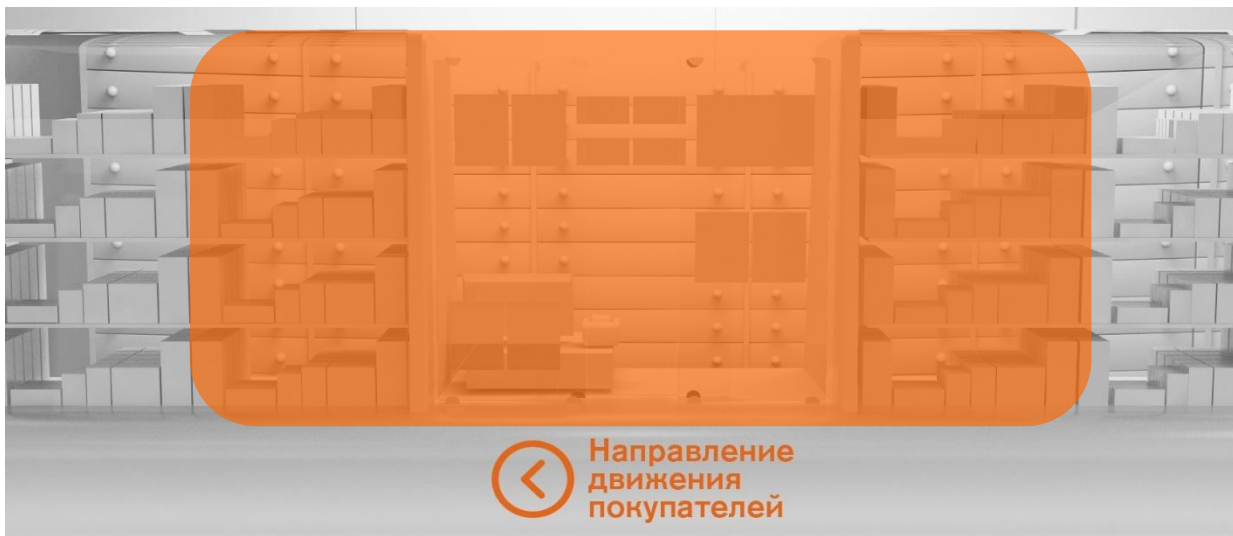 Направление
движения
покупателей